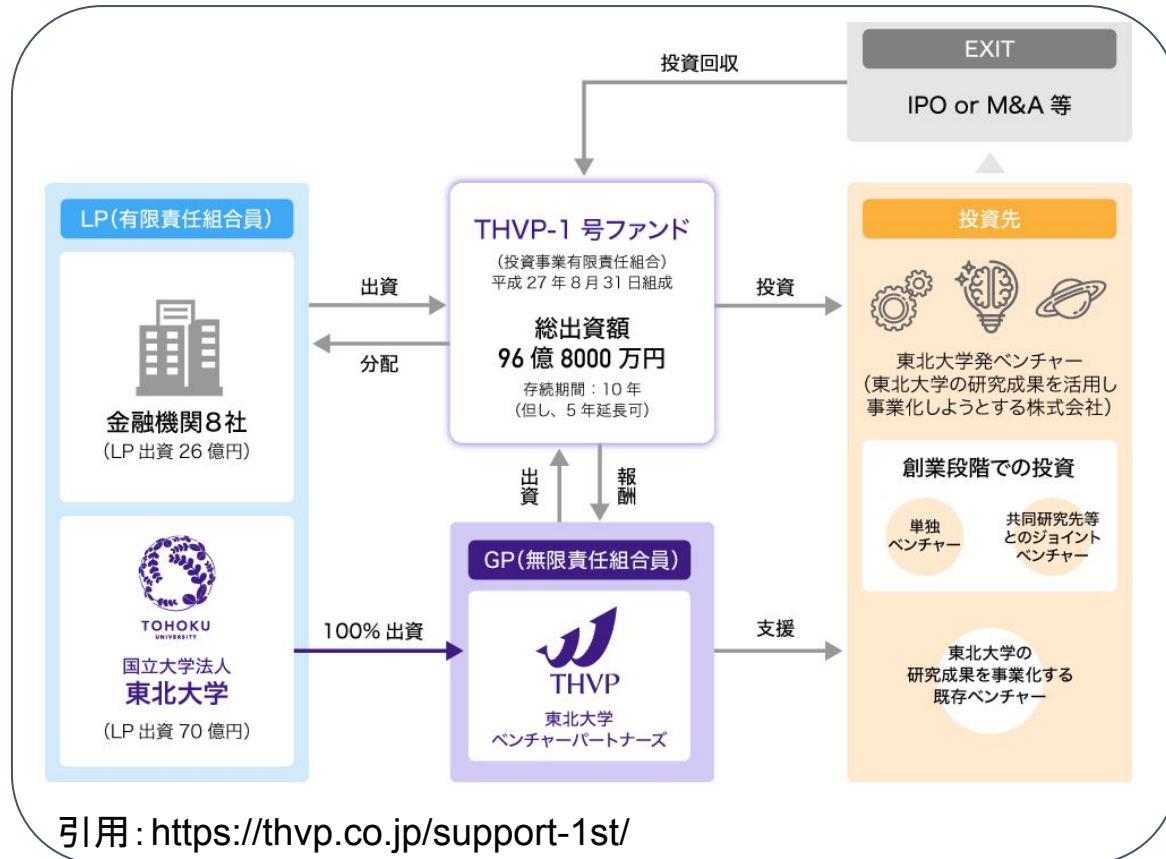 EXIT
IPO or M&A 等
投資回収
LP(有限責任組合員)
金融機関8社
(LP 出資 26 億円)
TOHOKU
UNIVERSITY
国立大学法人
東北大学
(LP 出資 70 億円)
出資
分配
100% 出資
THVP-1 号ファンド
(投資事業有限責任組合)
平成 27 年 8 月 31 日組成
総出資額
96 億 8000 万円
存続期間：10 年
(但し、5 年延長可)
出資
報酬
GP(無限責任組合員)
THVP
東北大学
ベンチャーパートナーズ
投資
支援
投資先
東北大学発ベンチャー
(東北大学の研究成果を活用し
事業化しようとする株式会社)
創業段階での投資
単独
ベンチャー
共同研究先等
とのジョイント
ベンチャー
東北大学の
研究成果を事業化する
既存ベンチャー
引用：https://thvp.co.jp/support-1st/